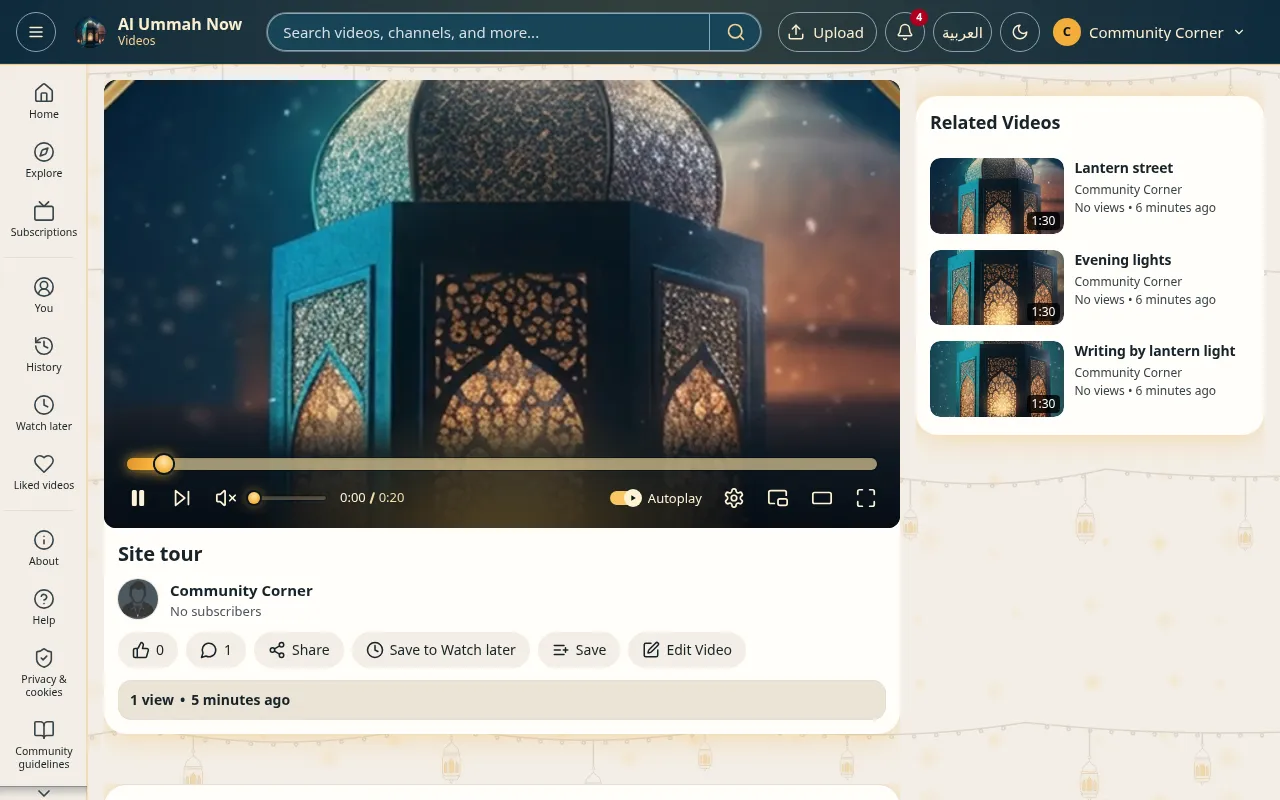 Al Ummah Now
Videos
Search videos, channels, and more...
Upload
4
العربية
C
Community Corner
Home
Explore
Subscriptions
You
History
Watch later
Liked videos
About
Help
Privacy &
cookies
Community
guidelines
0:00 / 0:20
Autoplay
Site tour
Community Corner
No subscribers
0
1
Share
Save to Watch later
Save
Edit Video
1 view • 5 minutes ago
Related Videos
1:30
Lantern street
Community Corner
No views • 6 minutes ago
1:30
Evening lights
Community Corner
No views • 6 minutes ago
1:30
Writing by lantern light
Community Corner
No views • 6 minutes ago